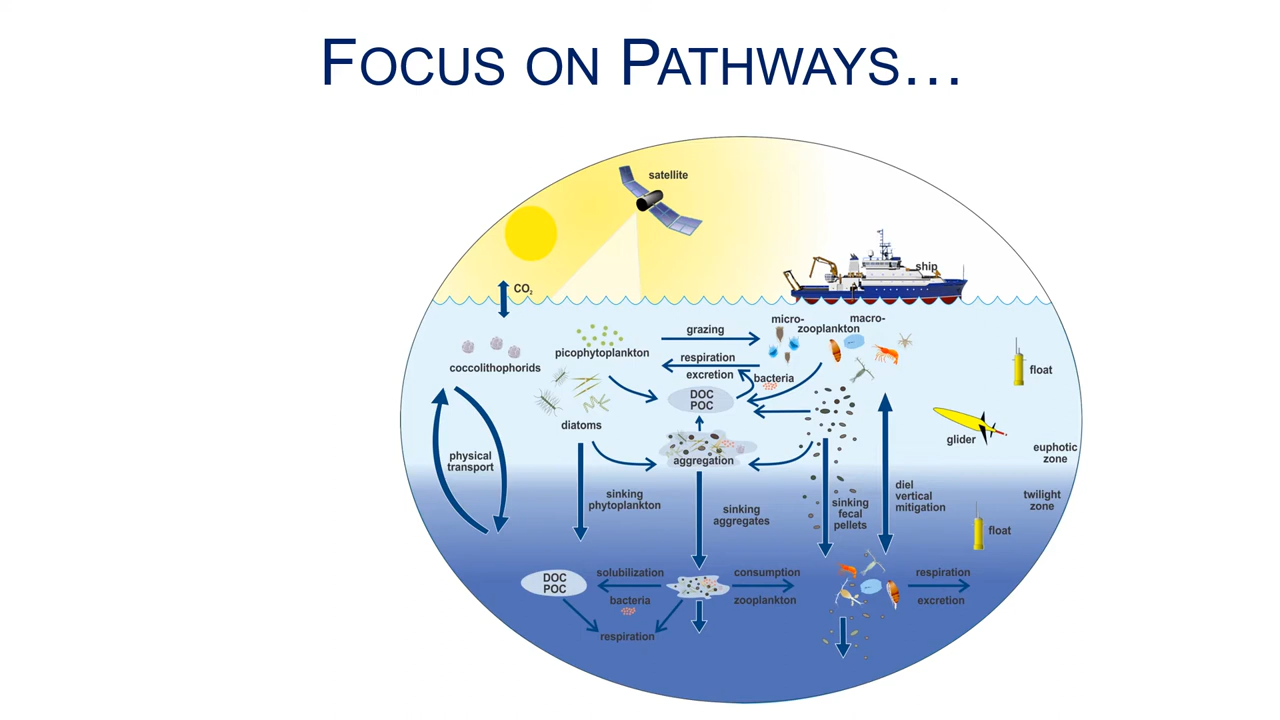 FOCUS ON PATHWAYS…
satellite
ship
CO2
micro-
macro-
zooplankton
grazing
picophytoplankton
respiration
excretion
coccolithophorids
bacteria
float
DOC
POC
diatoms
glider
euphotic
zone
aggregation
physical
transport
sinking
phytoplankton
sinking
aggregates
sinking
fecal
pellets
diel
vertical
mitigation
twilight
zone
float
DOC
POC
solubilization
bacteria
respiration
consumption
zooplankton
respiration
excretion